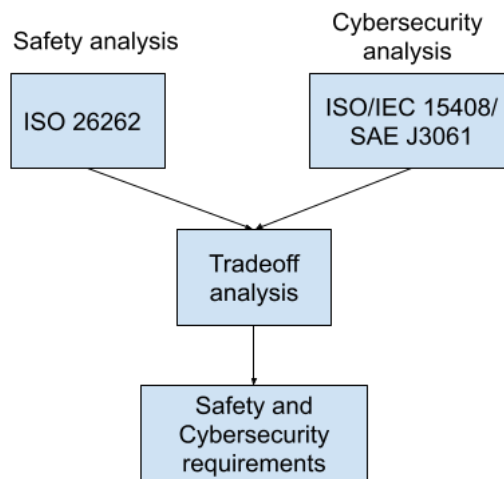 Safety analysis
Cybersecurity
analysis
ISO 26262
ISO/IEC 15408/
SAE J3061
Tradeoff
analysis
Safety and
Cybersecurity
requirements